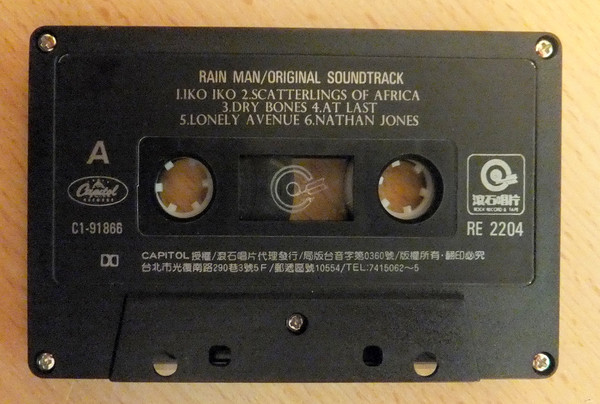 RAIN MAN/ORIGINAL SOUNDTRACK
1.IKO IKO 2.SCATTERLINGS OF AFRICA
3.DRY BONES 4.AT LAST
5.LONELY AVENUE 6.NATHAN JONES
A
Capitol
RECORDS
C1-91866
滾石唱片
ROCK RECORD & TAPE
RE 2204
CAPITOL 授權/滾石唱片代理發行/局版台音字第0360號/版權所有·翻印必究
台北市光復南路290巷3號5F/郵遞區號10554/TEL:7415062~5